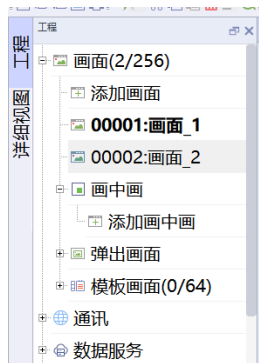 工程
工程
详细视图
画面(2/256)
添加画面
00001:画面_1
00002:画面_2
画中画
添加画中画
弹出画面
模板画面(0/64)
通讯
数据服务